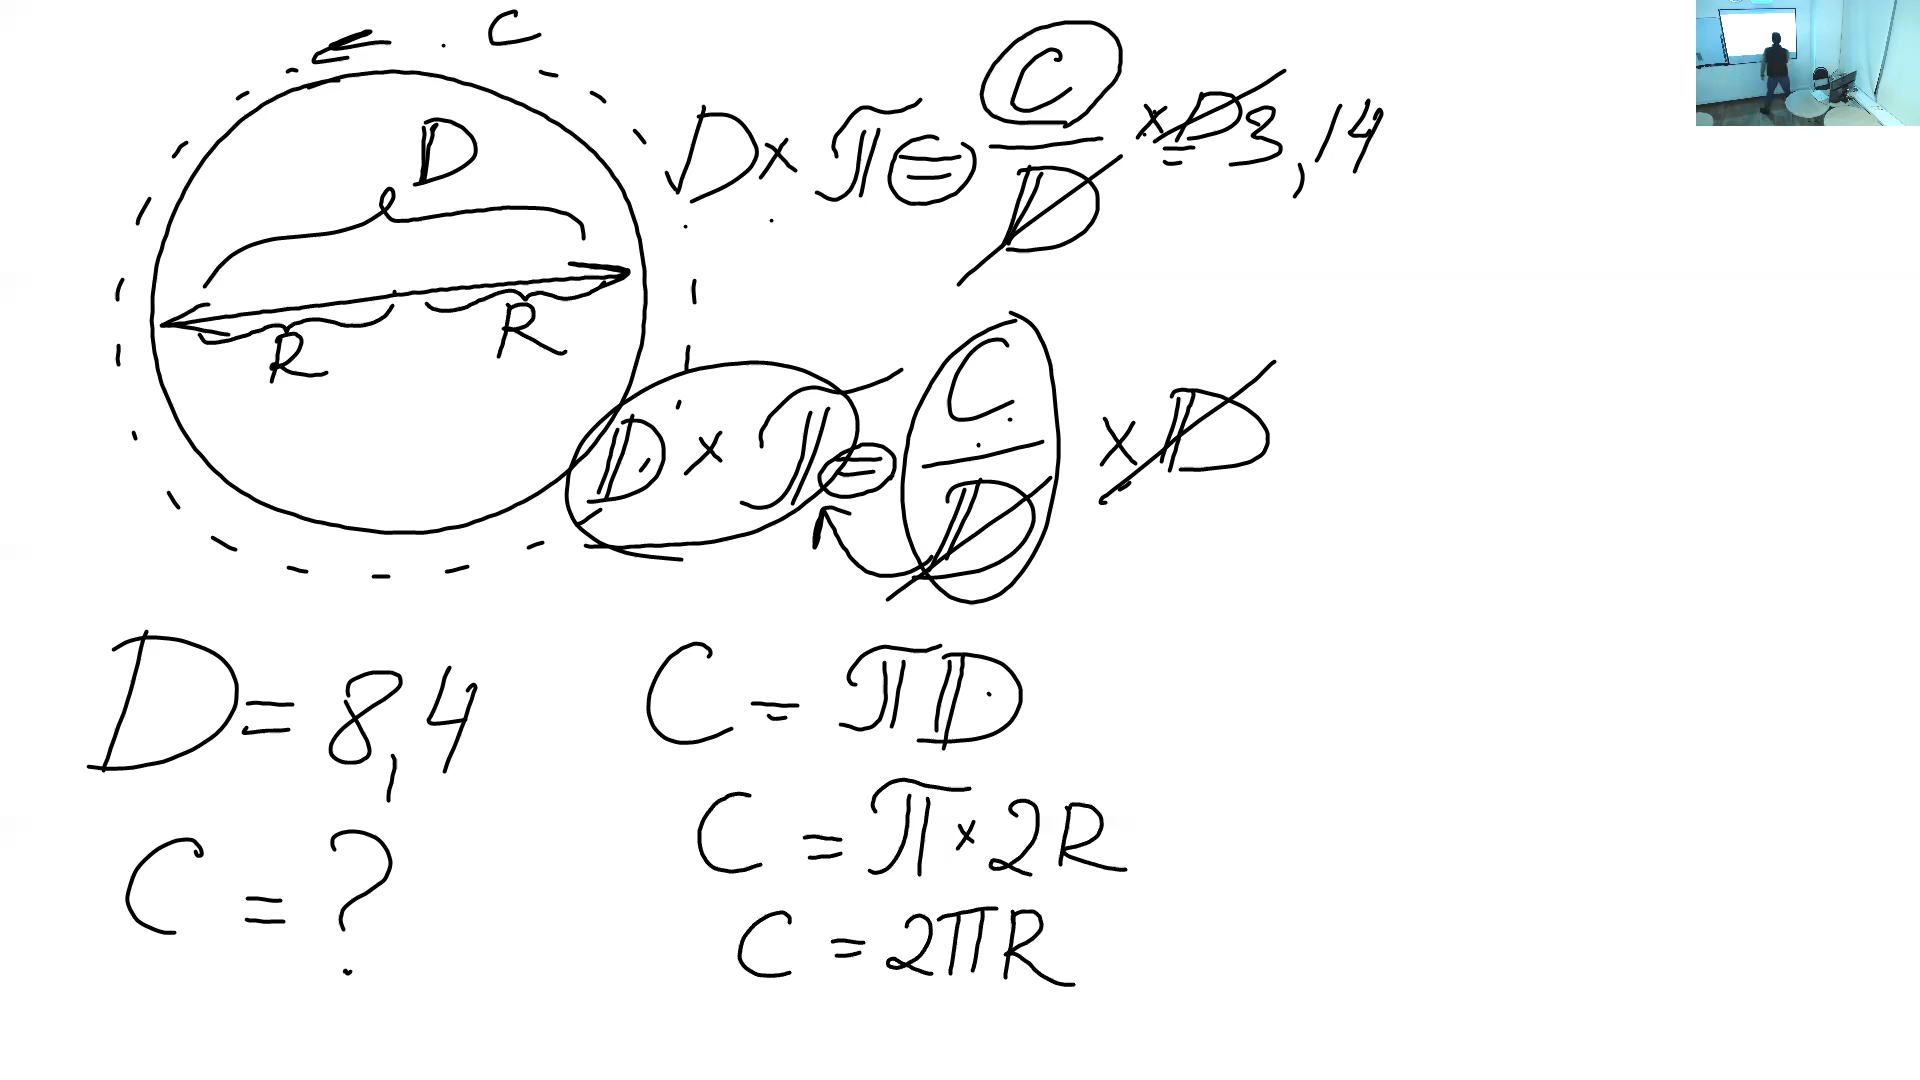 C
D
R R
D × π = C/D × D 3,14
D × π = C/D × D
D = 8,4
C = ?
C = πD
C = π × 2R
C = 2πR